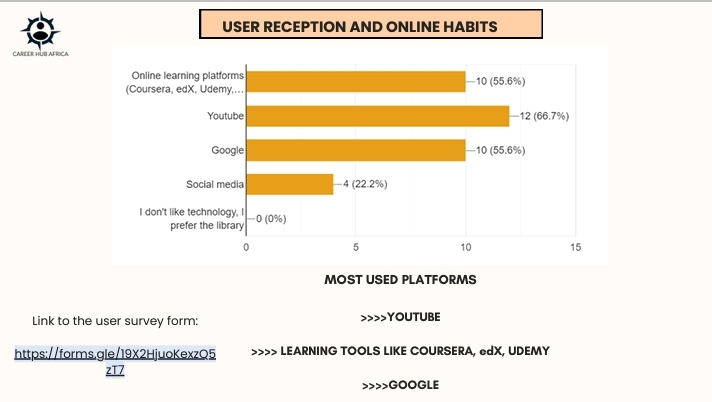 USER RECEPTION AND ONLINE HABITS
CAREER HUB AFRICA
Online learning platforms
(Coursera, edX, Udemy,...
10 (55.6%)
Youtube
12 (66.7%)
Google
10 (55.6%)
Social media
4 (22.2%)
I don't like technology, I
prefer the library
0 (0%)
0 5 10 15
MOST USED PLATFORMS
>>>>YOUTUBE
>>>> LEARNING TOOLS LIKE COURSERA, edX, UDEMY
>>>>GOOGLE
Link to the user survey form:
https://forms.gle/19X2HjuoKexzQ5
zT7